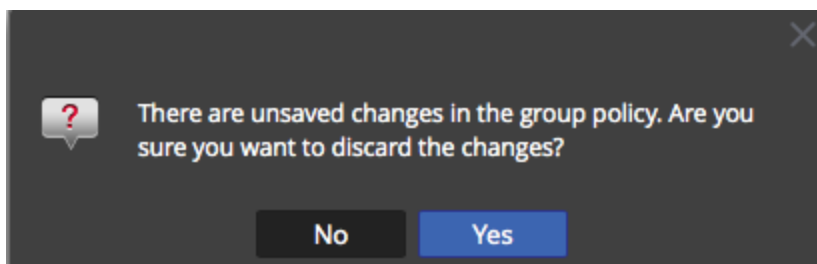 ?
There are unsaved changes in the group policy. Are you
sure you want to discard the changes?
No Yes